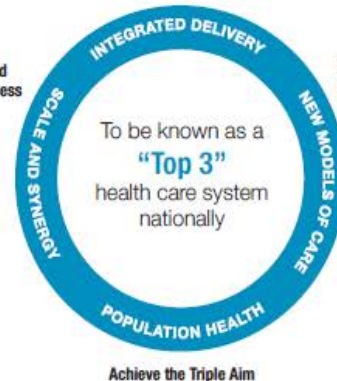 INTEGRATED DELIVERY
ess
SCALE AND SYNERGY
NEW MODELS OF CARE
To be known as a
“Top 3”
health care system
nationally
POPULATION HEALTH
Achieve the Triple Aim